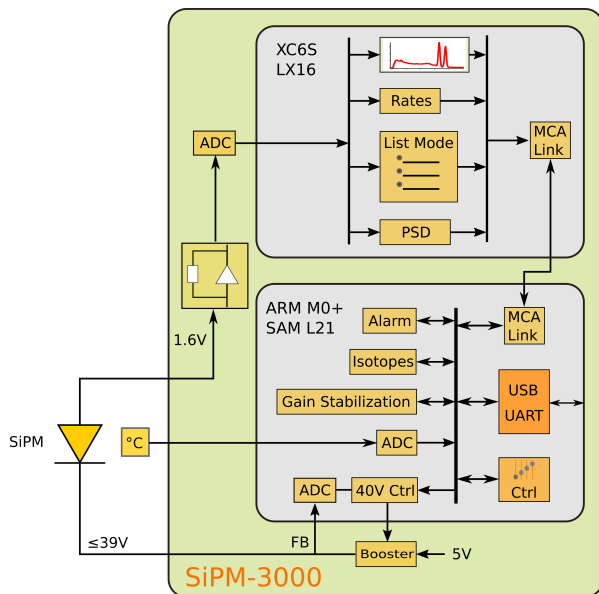 XC6S
LX16
Rates
List Mode
PSD
MCA
Link
ADC
1.6V
ARM M0+
SAM L21
Alarm
Isotopes
Gain Stabilization
ADC
MCA
Link
USB
UART
Ctrl
SiPM
°C
ADC
40V Ctrl
≤39V
FB
Booster
5V
SiPM-3000